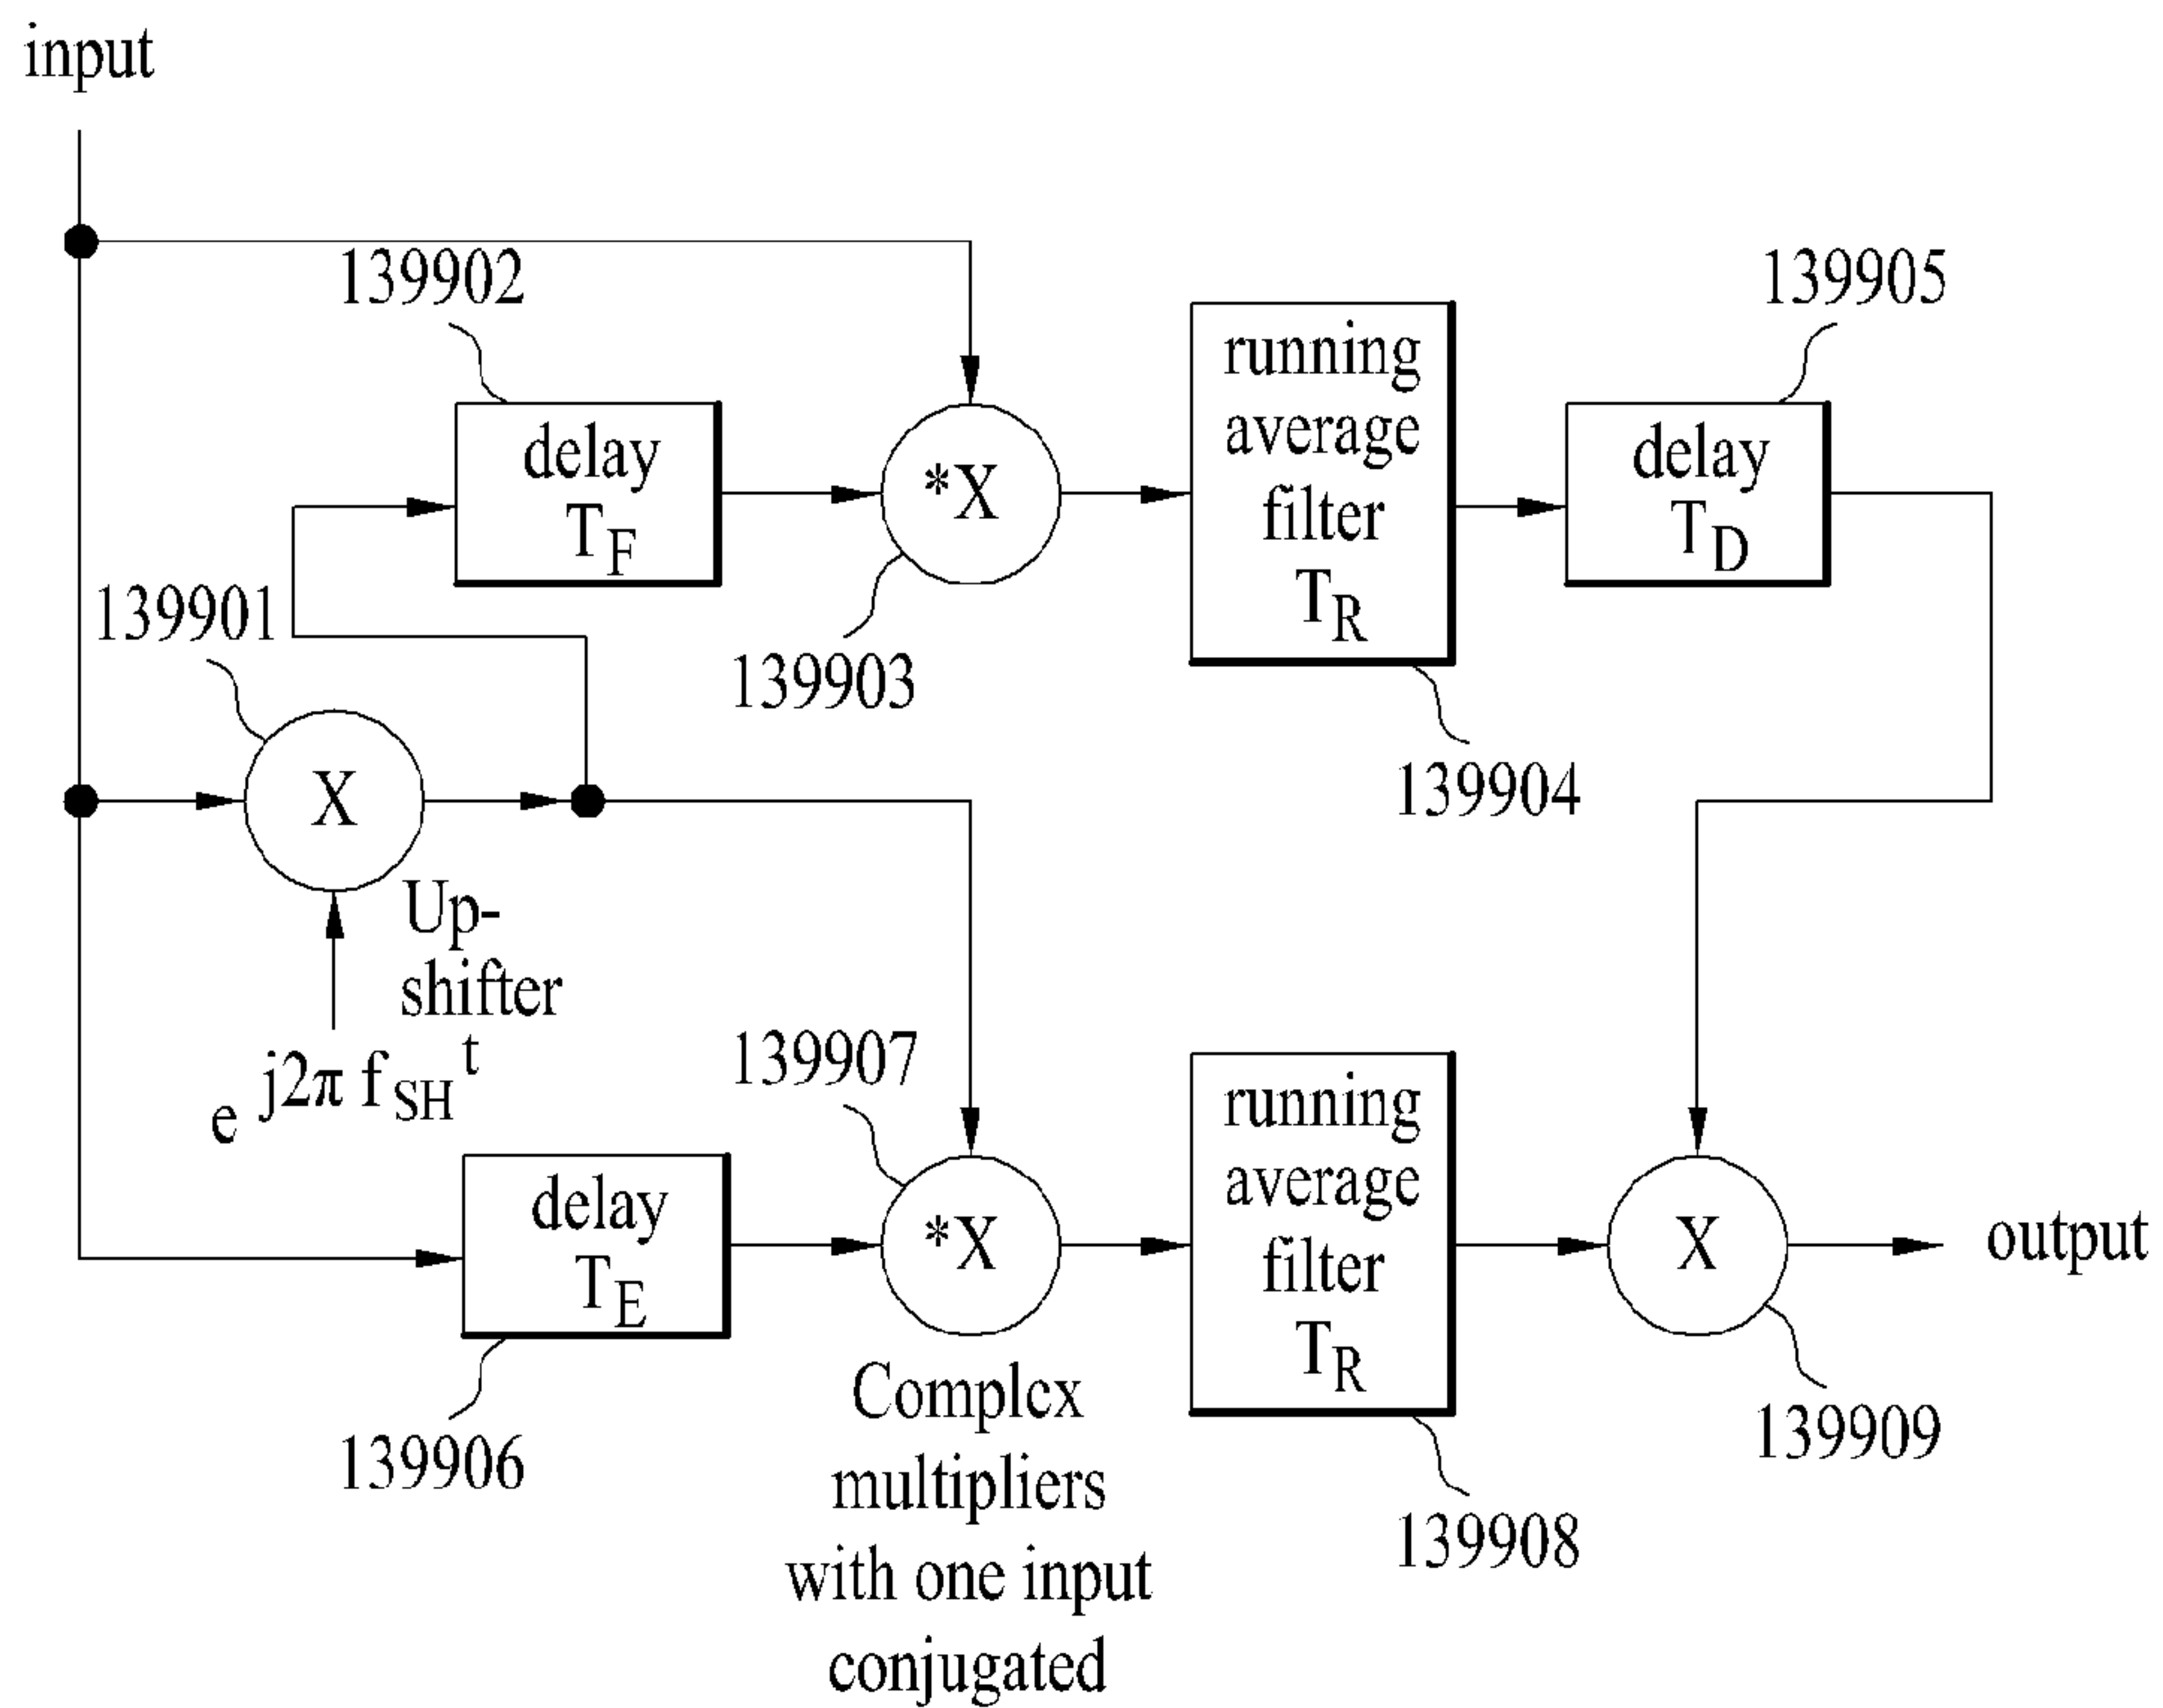 input
139902
139905
delay
T_F
*X
running
average
filter
T_R
delay
T_D
139901
139903
139904
X
Up-
shifter
e^{j2π f_SH t}
139907
delay
T_E
*X
running
average
filter
T_R
X
output
139906
Complex
multipliers
with one input
conjugated
139908
139909